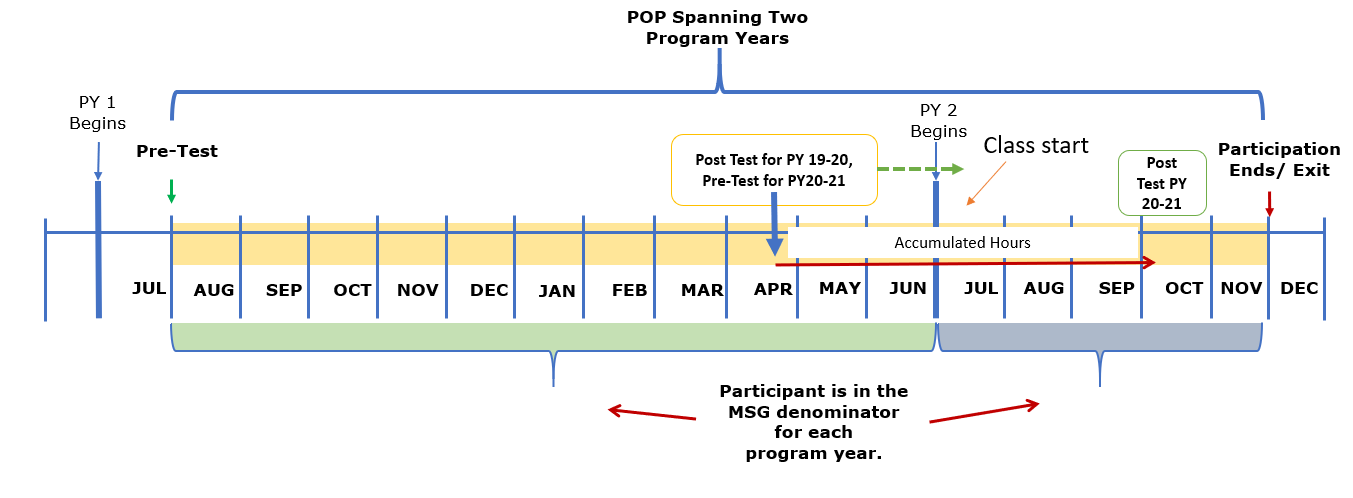 POP Spanning Two
Program Years
PY 1
Begins
Pre-Test
PY 2
Begins
Class start
Post Test for PY 19-20,
Pre-Test for PY20-21
Post
Test PY
20-21
Participation
Ends/ Exit
Accumulated Hours
JUL AUG SEP OCT NOV DEC JAN FEB MAR APR MAY JUN JUL AUG SEP OCT NOV DEC
Participant is in the
MSG denominator
for each
program year.